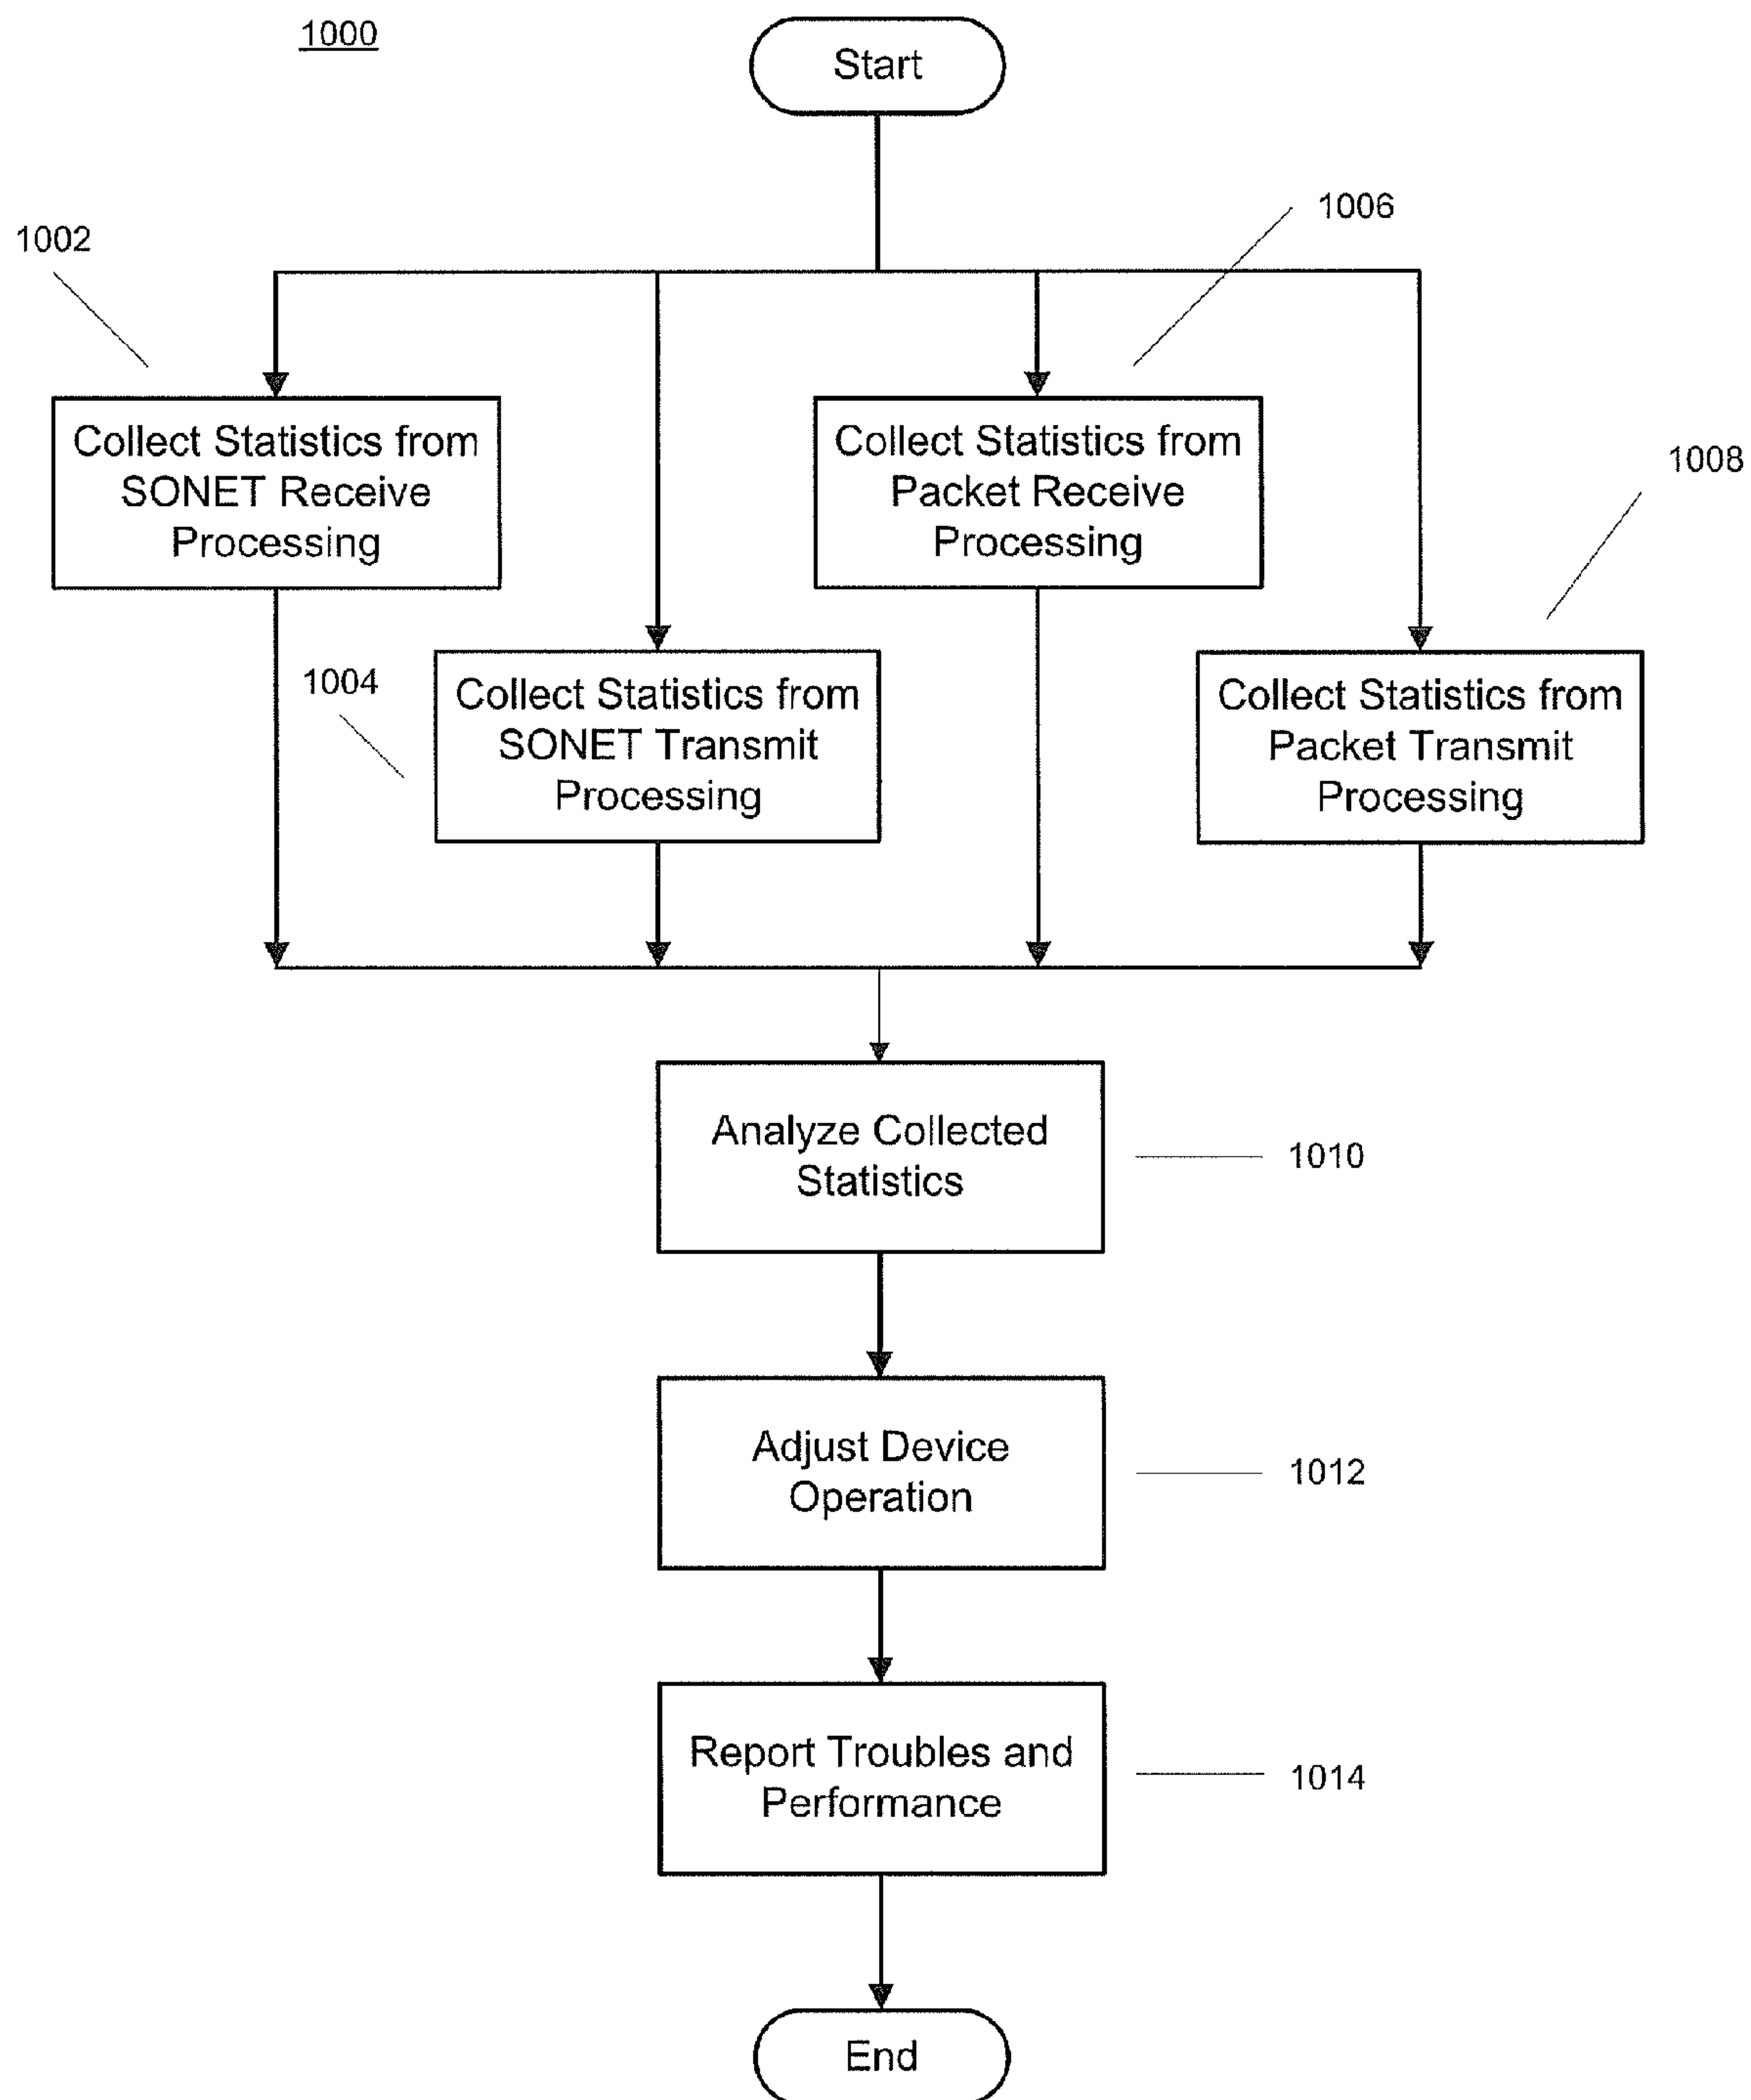 1000
Start
1002
1006
Collect Statistics from
SONET Receive
Processing
Collect Statistics from
Packet Receive
Processing
1008
1004
Collect Statistics from
SONET Transmit
Processing
Collect Statistics from
Packet Transmit
Processing
Analyze Collected
Statistics
1010
Adjust Device
Operation
1012
Report Troubles and
Performance
1014
End